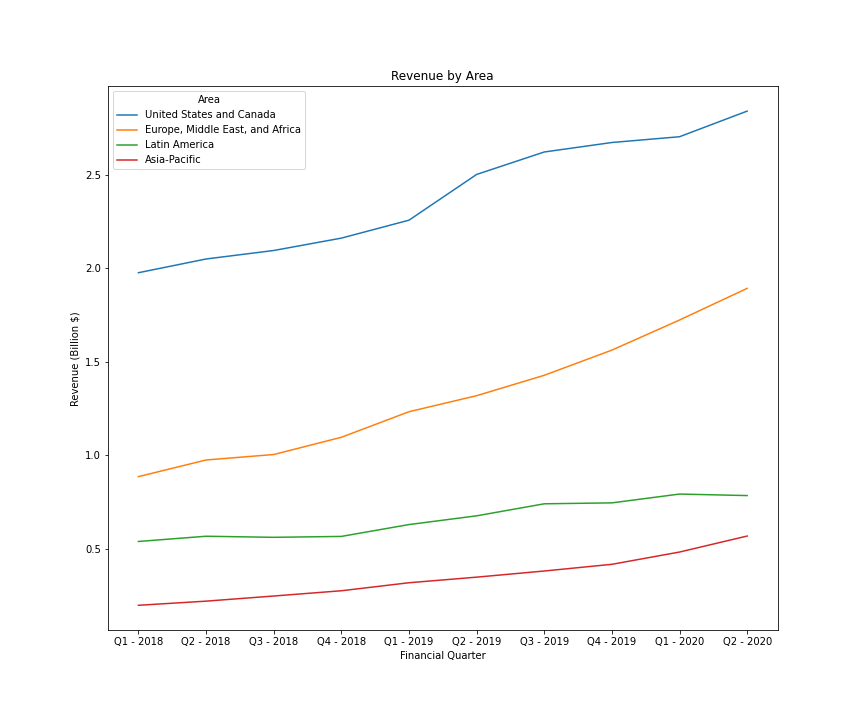 Revenue by Area
Area
United States and Canada
Europe, Middle East, and Africa
Latin America
Asia-Pacific
2.5
2.0
1.5
1.0
0.5
Revenue (Billion $)
Q1 - 2018 Q2 - 2018 Q3 - 2018 Q4 - 2018 Q1 - 2019 Q2 - 2019 Q3 - 2019 Q4 - 2019 Q1 - 2020 Q2 - 2020
Financial Quarter